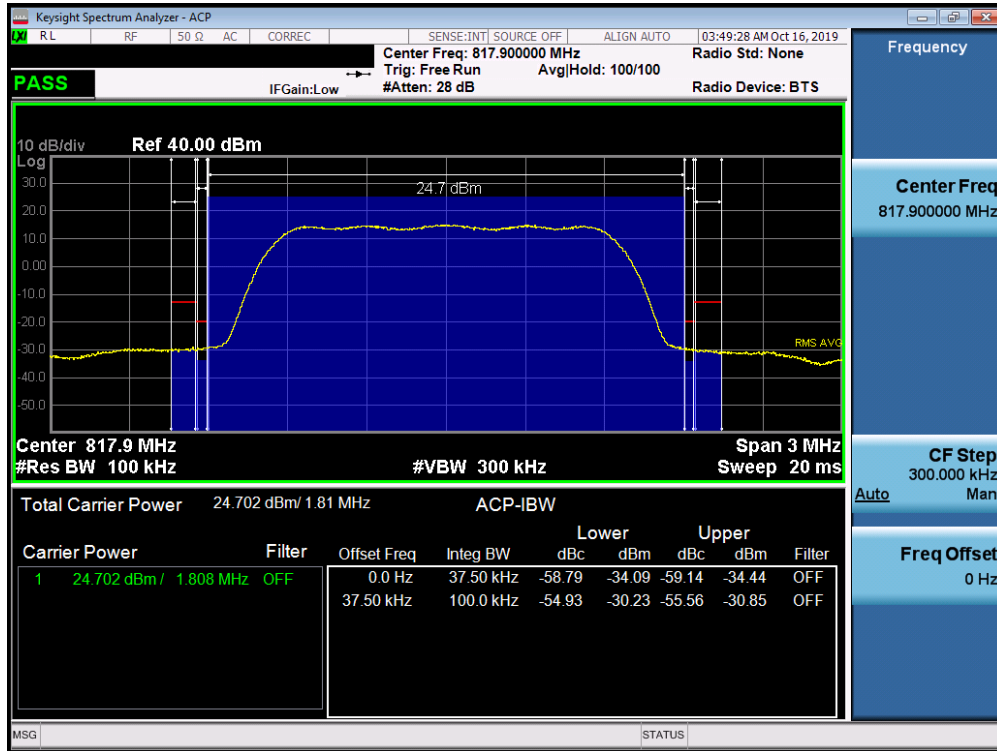 Keysight Spectrum Analyzer - ACP
LXI RL RF 50 Ω AC CORREC SENSE:INT SOURCE OFF ALIGN AUTO 03:49:28 AM Oct 16, 2019
Center Freq: 817.900000 MHz Radio Std: None
Trig: Free Run Avg|Hold: 100/100
PASS IFGain:Low #Atten: 28 dB Radio Device: BTS
10 dB/div Ref 40.00 dBm
Log
30.0
24.7 dBm
20.0
10.0
0.00
-10.0
-20.0
-30.0
RMS AVG
-40.0
-50.0
Center 817.9 MHz Span 3 MHz
#Res BW 100 kHz #VBW 300 kHz Sweep 20 ms
Total Carrier Power 24.702 dBm/ 1.81 MHz ACP-IBW
Lower Upper
Carrier Power Filter Offset Freq Integ BW dBc dBm dBc dBm Filter
1 24.702 dBm / 1.808 MHz OFF 0.0 Hz 37.50 kHz -58.79 -34.09 -59.14 -34.44 OFF
37.50 kHz 100.0 kHz -54.93 -30.23 -55.56 -30.85 OFF
MSG STATUS
Frequency
Center Freq
817.900000 MHz
CF Step
300.000 kHz
Auto Man
Freq Offset
0 Hz